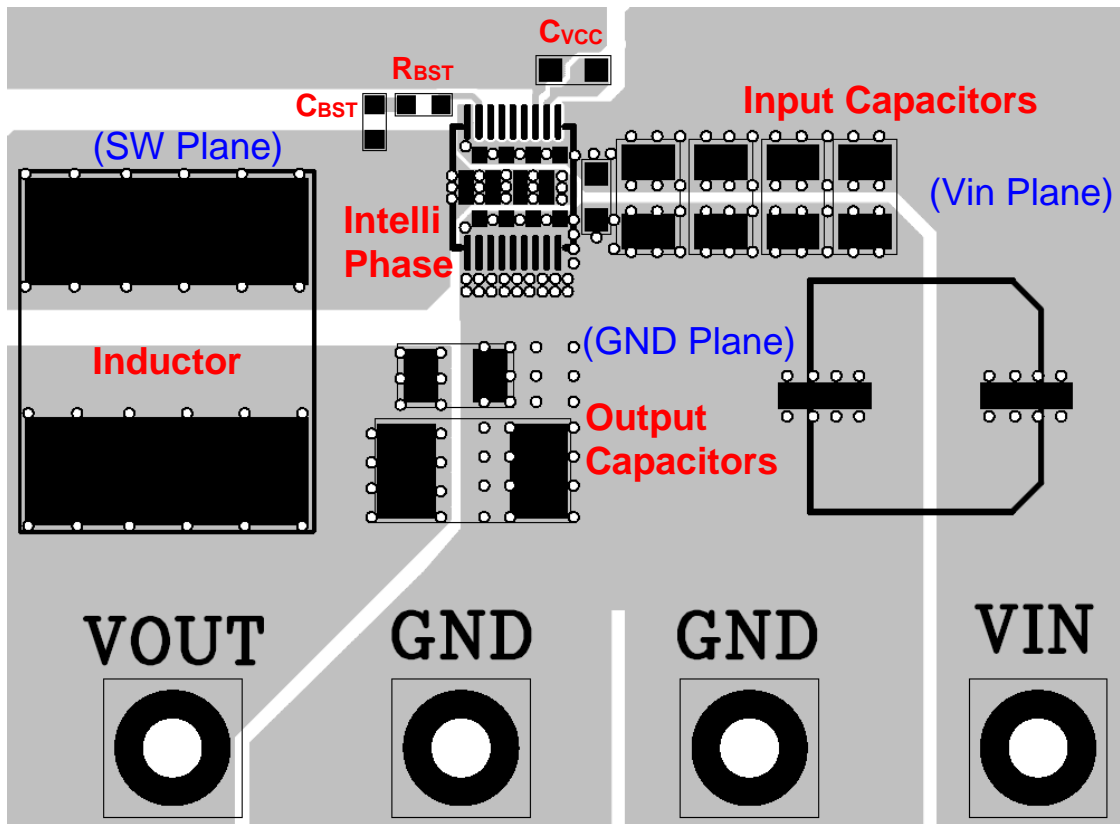 CVCC
RBST
CBST
Input Capacitors
(SW Plane)
(Vin Plane)
Intelli
Phase
(GND Plane)
Inductor
Output
Capacitors
VOUT
GND
GND
VIN